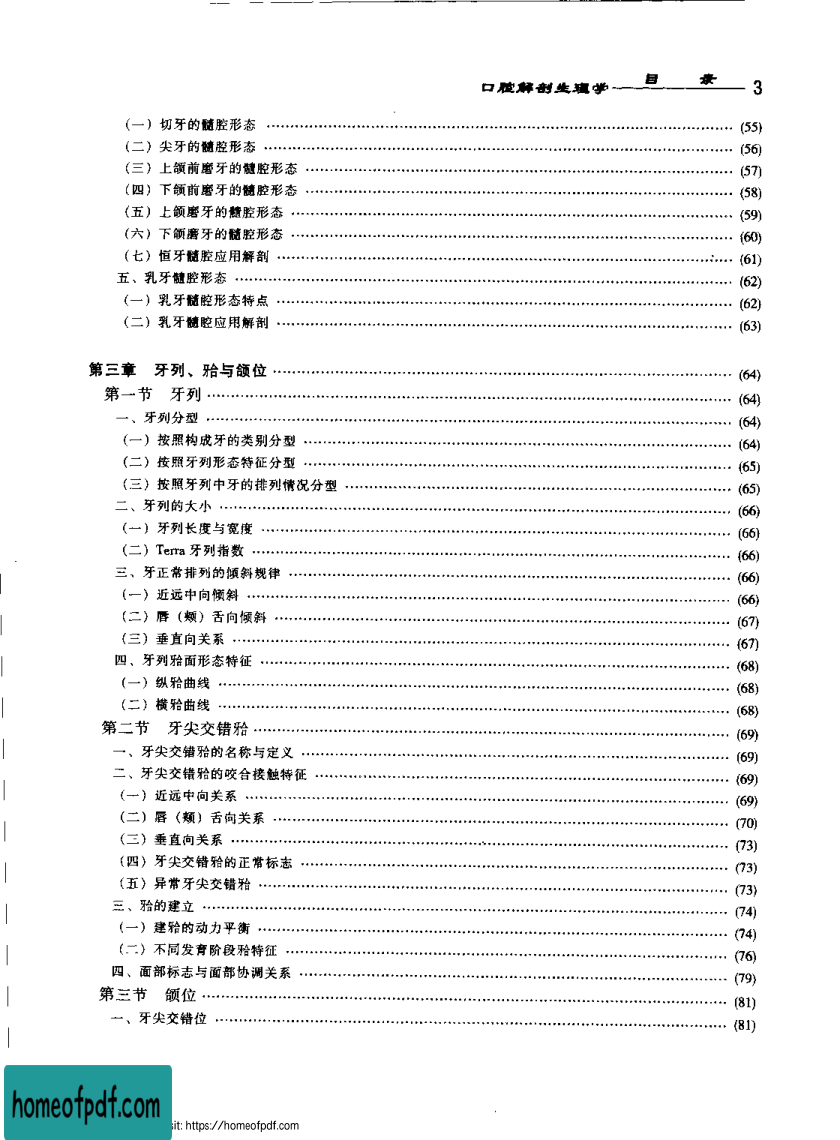 口腔解剖生理学 目 录 3
(一) 切牙的髓腔形态 (55)
(二) 尖牙的髓腔形态 (56)
(三) 上颌前磨牙的髓腔形态 (57)
(四) 下颌前磨牙的髓腔形态 (58)
(五) 上颌磨牙的髓腔形态 (59)
(六) 下颌磨牙的髓腔形态 (60)
(七) 恒牙髓腔应用解剖 (61)
五、乳牙髓腔形态 (62)
(一) 乳牙髓腔形态特点 (62)
(二) 乳牙髓腔应用解剖 (63)
第三章 牙列、𬌗与颌位 (64)
第一节 牙列 (64)
一、牙列分型 (64)
(一) 按照构成牙的类别分型 (64)
(二) 按照牙列形态特征分型 (65)
(三) 按照牙列中牙的排列情况分型 (65)
二、牙列的大小 (66)
(一) 牙列长度与宽度 (66)
(二) Terra 牙列指数 (66)
三、牙正常排列的倾斜规律 (66)
(一) 近远中向倾斜 (66)
(二) 唇（颊）舌向倾斜 (67)
(三) 垂直向关系 (67)
四、牙列𬌗面形态特征 (68)
(一) 纵𬌗曲线 (68)
(二) 横𬌗曲线 (68)
第二节 牙尖交错𬌗 (69)
一、牙尖交错𬌗的名称与定义 (69)
二、牙尖交错𬌗的咬合接触特征 (69)
(一) 近远中向关系 (69)
(二) 唇（颊）舌向关系 (70)
(三) 垂直向关系 (73)
(四) 牙尖交错𬌗的正常标志 (73)
(五) 异常牙尖交错𬌗 (73)
三、𬌗的建立 (74)
(一) 建𬌗的动力平衡 (74)
(二) 不同发育阶段𬌗特征 (76)
四、面部标志与面部协调关系 (79)
第三节 颌位 (81)
一、牙尖交错位 (81)
homeofpdf.com
sit: https://homeofpdf.com